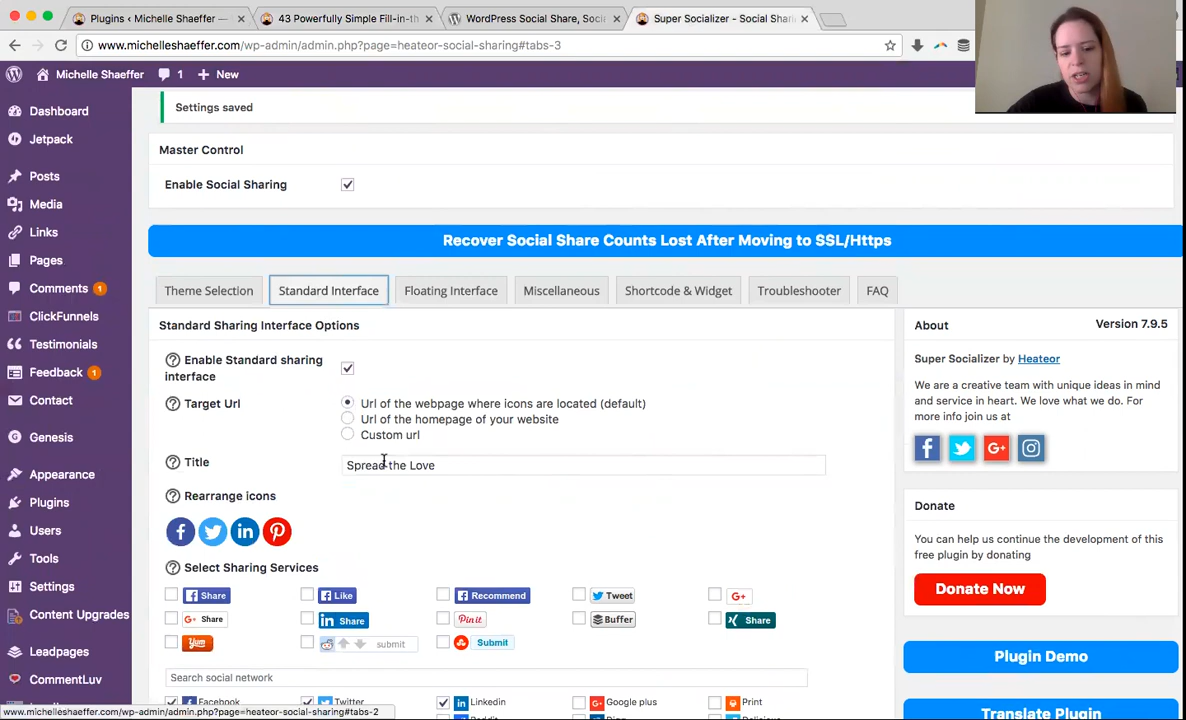 Plugins ‹ Michelle Shaeffer —
43 Powerfully Simple Fill-in-th
WordPress Social Share, Soci
Super Socializer - Social Shar
www.michelleshaeffer.com/wp-admin/admin.php?page=heateor-social-sharing#tabs-3
Michelle Shaeffer
1
New
Dashboard
Jetpack
Posts
Media
Links
Pages
Comments 1
ClickFunnels
Testimonials
Feedback 1
Contact
Genesis
Appearance
Plugins
Users
Tools
Settings
Content Upgrades
Leadpages
CommentLuv
Settings saved
Master Control
Enable Social Sharing
Recover Social Share Counts Lost After Moving to SSL/Https
Theme Selection
Standard Interface
Floating Interface
Miscellaneous
Shortcode & Widget
Troubleshooter
FAQ
Standard Sharing Interface Options
Enable Standard sharing
interface
Target Url
Url of the webpage where icons are located (default)
Url of the homepage of your website
Custom url
Title
Spread the Love
Rearrange icons
Select Sharing Services
Share
Like
Recommend
Tweet
G+
G+ Share
in Share
Pin it
Buffer
Share
Yum
submit
Submit
Search social network
Facebook
Twitter
Linkedin
Google plus
Print
About
Version 7.9.5
Super Socializer by Heateor
We are a creative team with unique ideas in mind
and service in heart. We love what we do. For
more info join us at
Donate
You can help us continue the development of this
free plugin by donating
Donate Now
Plugin Demo
Translate Plugin
www.michelleshaeffer.com/wp-admin/admin.php?page=heateor-social-sharing#tabs-2